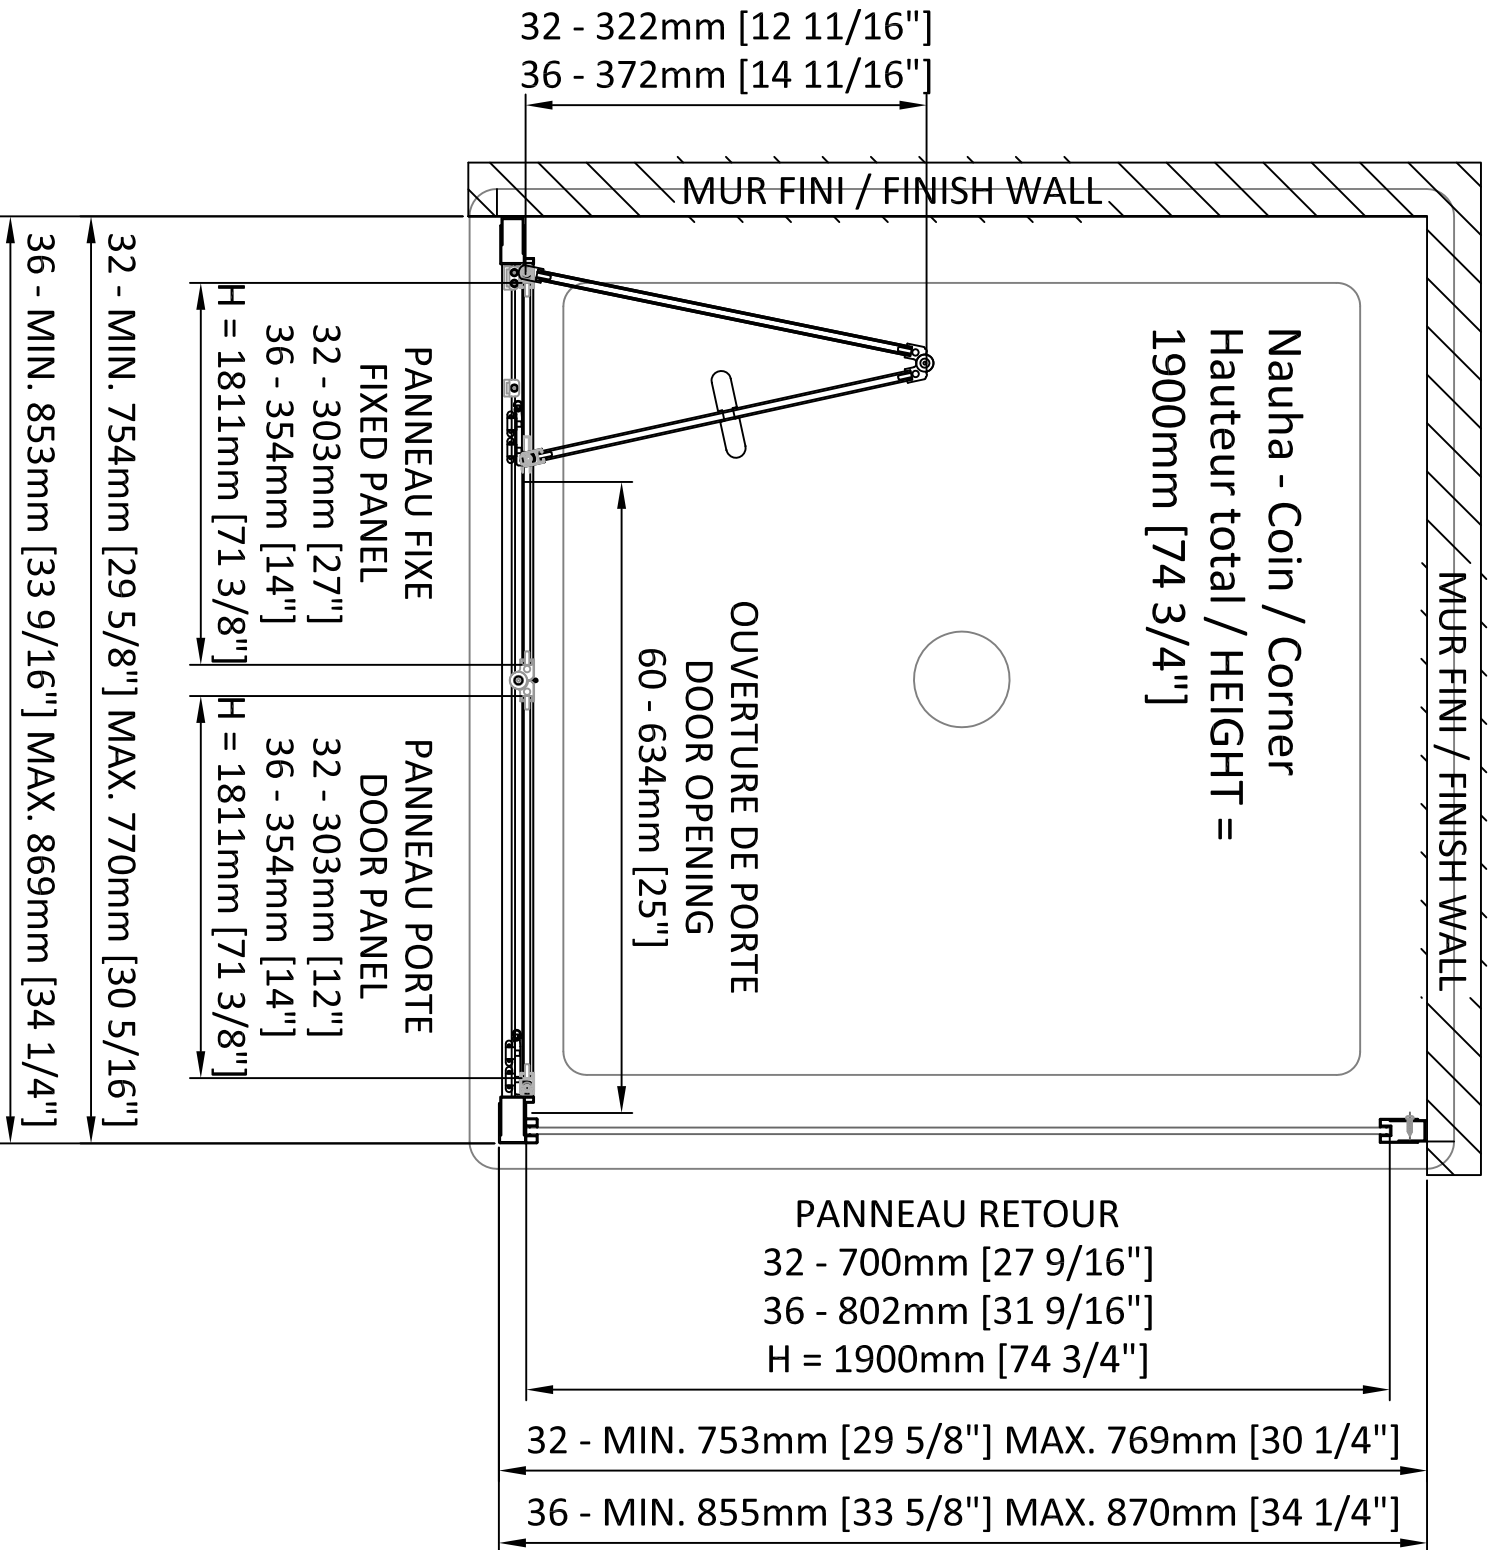 32 - 322mm [12 11/16"]
36 - 372mm [14 11/16"]
MUR FINI / FINISH WALL
MUR FINI / FINISH WALL
Nauha - Coin / Corner
Hauteur total / HEIGHT =
1900mm [74 3/4"]
OUVERTURE DE PORTE
DOOR OPENING
60 - 634mm [25"]
PANNEAU FIXE
FIXED PANEL
32 - 303mm [27"]
36 - 354mm [14"]
H = 1811mm [71 3/8"]
PANNEAU PORTE
DOOR PANEL
32 - 303mm [12"]
36 - 354mm [14"]
H = 1811mm [71 3/8"]
32 - MIN. 754mm [29 5/8"] MAX. 770mm [30 5/16"]
36 - MIN. 853mm [33 9/16"] MAX. 869mm [34 1/4"]
PANNEAU RETOUR
32 - 700mm [27 9/16"]
36 - 802mm [31 9/16"]
H = 1900mm [74 3/4"]
32 - MIN. 753mm [29 5/8"] MAX. 769mm [30 1/4"]
36 - MIN. 855mm [33 5/8"] MAX. 870mm [34 1/4"]